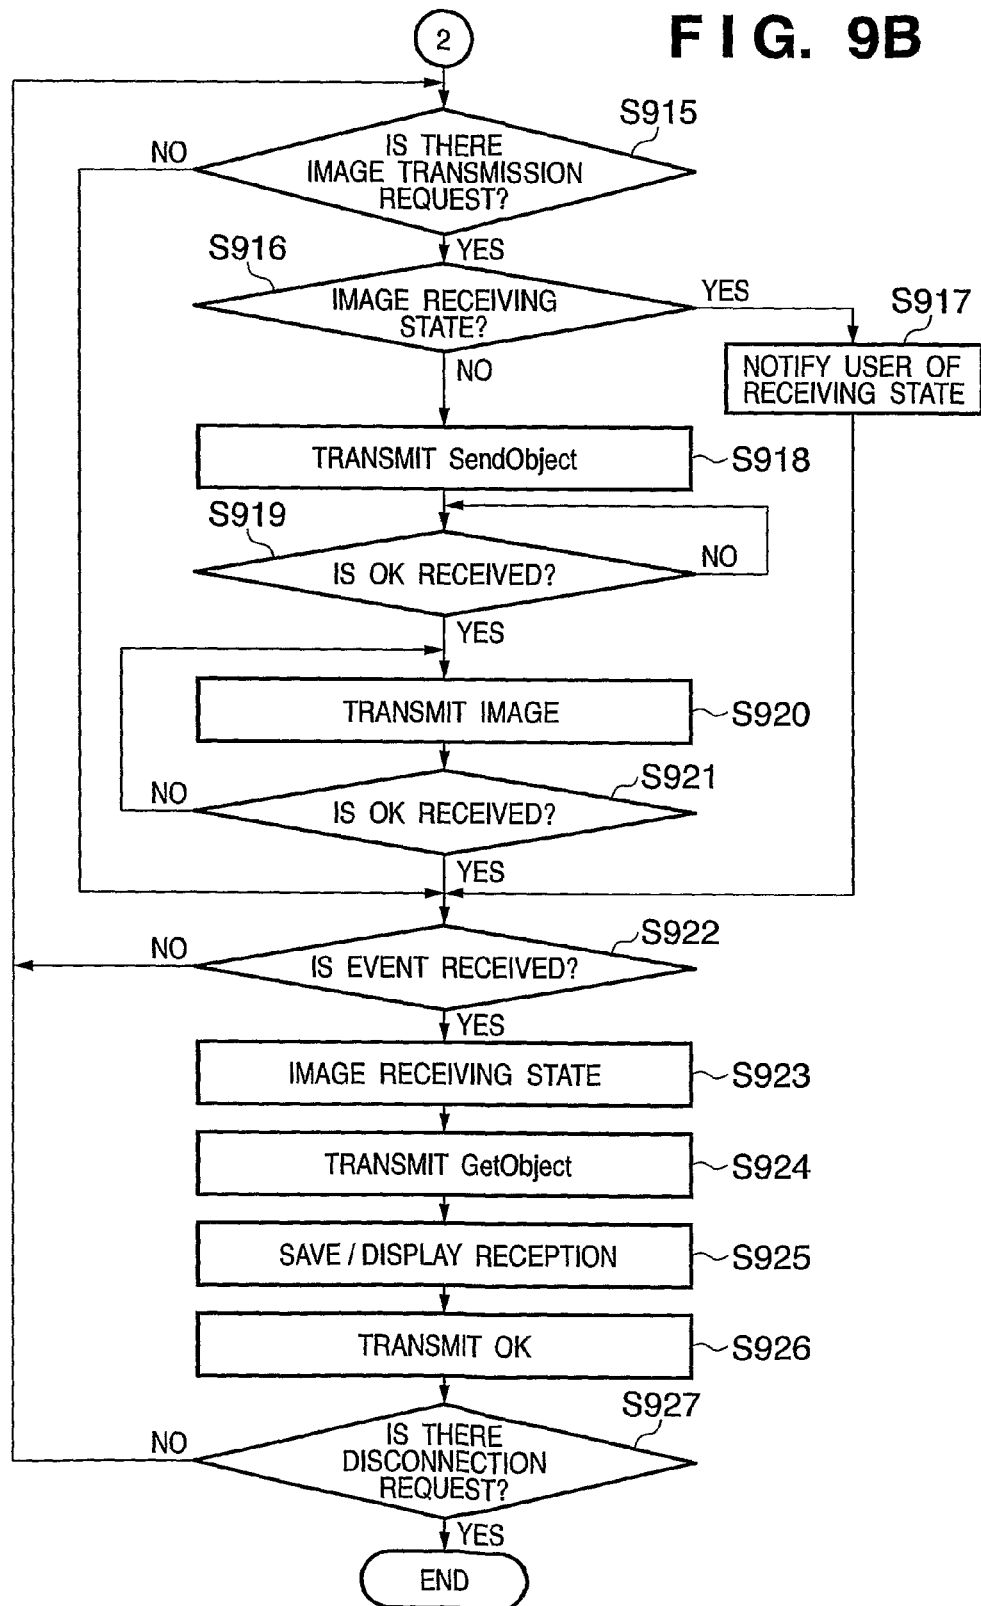 FIG. 9B
2
S915
NO
IS THERE
IMAGE TRANSMISSION
REQUEST?
YES
S916
IMAGE RECEIVING
STATE?
YES
S917
NOTIFY USER OF
RECEIVING STATE
NO
TRANSMIT SendObject
S918
S919
IS OK RECEIVED?
NO
YES
TRANSMIT IMAGE
S920
S921
NO
IS OK RECEIVED?
YES
S922
NO
IS EVENT RECEIVED?
YES
IMAGE RECEIVING STATE
S923
TRANSMIT GetObject
S924
SAVE / DISPLAY RECEPTION
S925
TRANSMIT OK
S926
S927
NO
IS THERE
DISCONNECTION
REQUEST?
YES
END